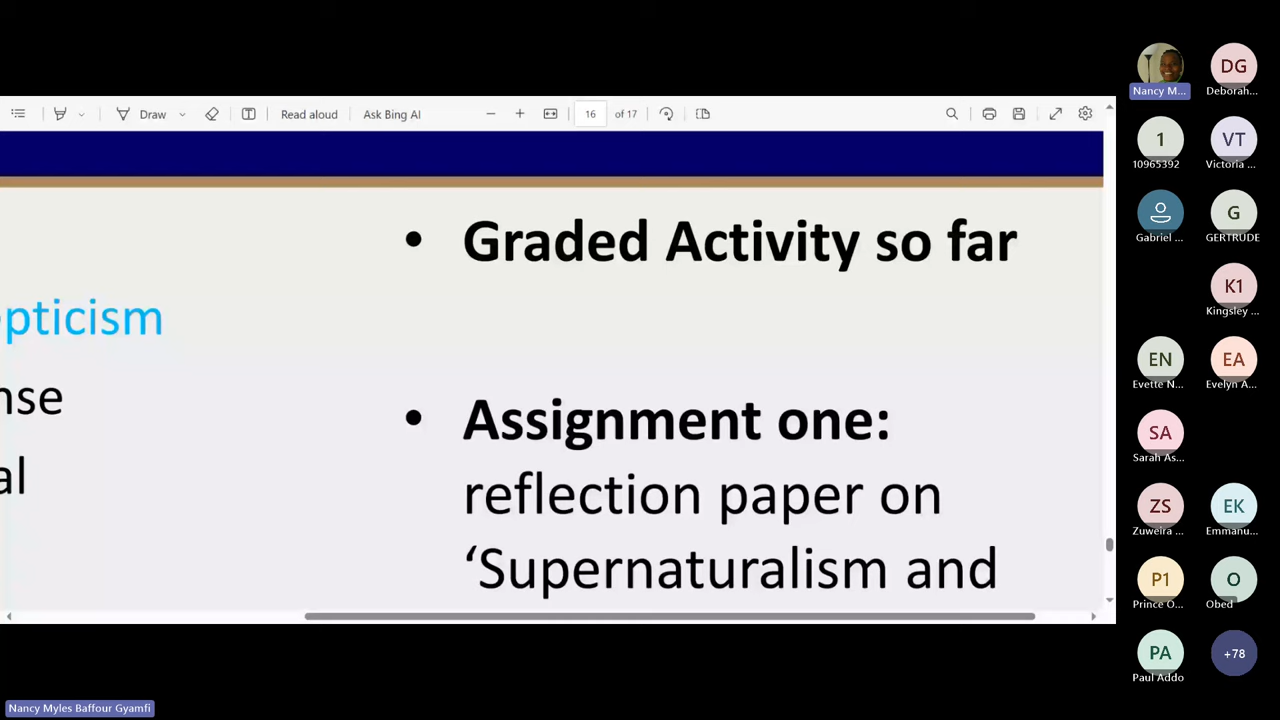 Draw
Read aloud
Ask Bing AI
16
of 17
• Graded Activity so far
• Assignment one:
reflection paper on
‘Supernaturalism and
pticism
nse
al
Nancy M...
DG
Deborah...
1
10965392
VT
Victoria ...
Gabriel ...
G
GERTRUDE
K1
Kingsley ...
EN
Evette N...
EA
Evelyn A...
SA
Sarah As...
ZS
Zuweira ...
EK
Emmanu...
P1
Prince O...
O
Obed
PA
Paul Addo
+78
Nancy Myles Baffour Gyamfi